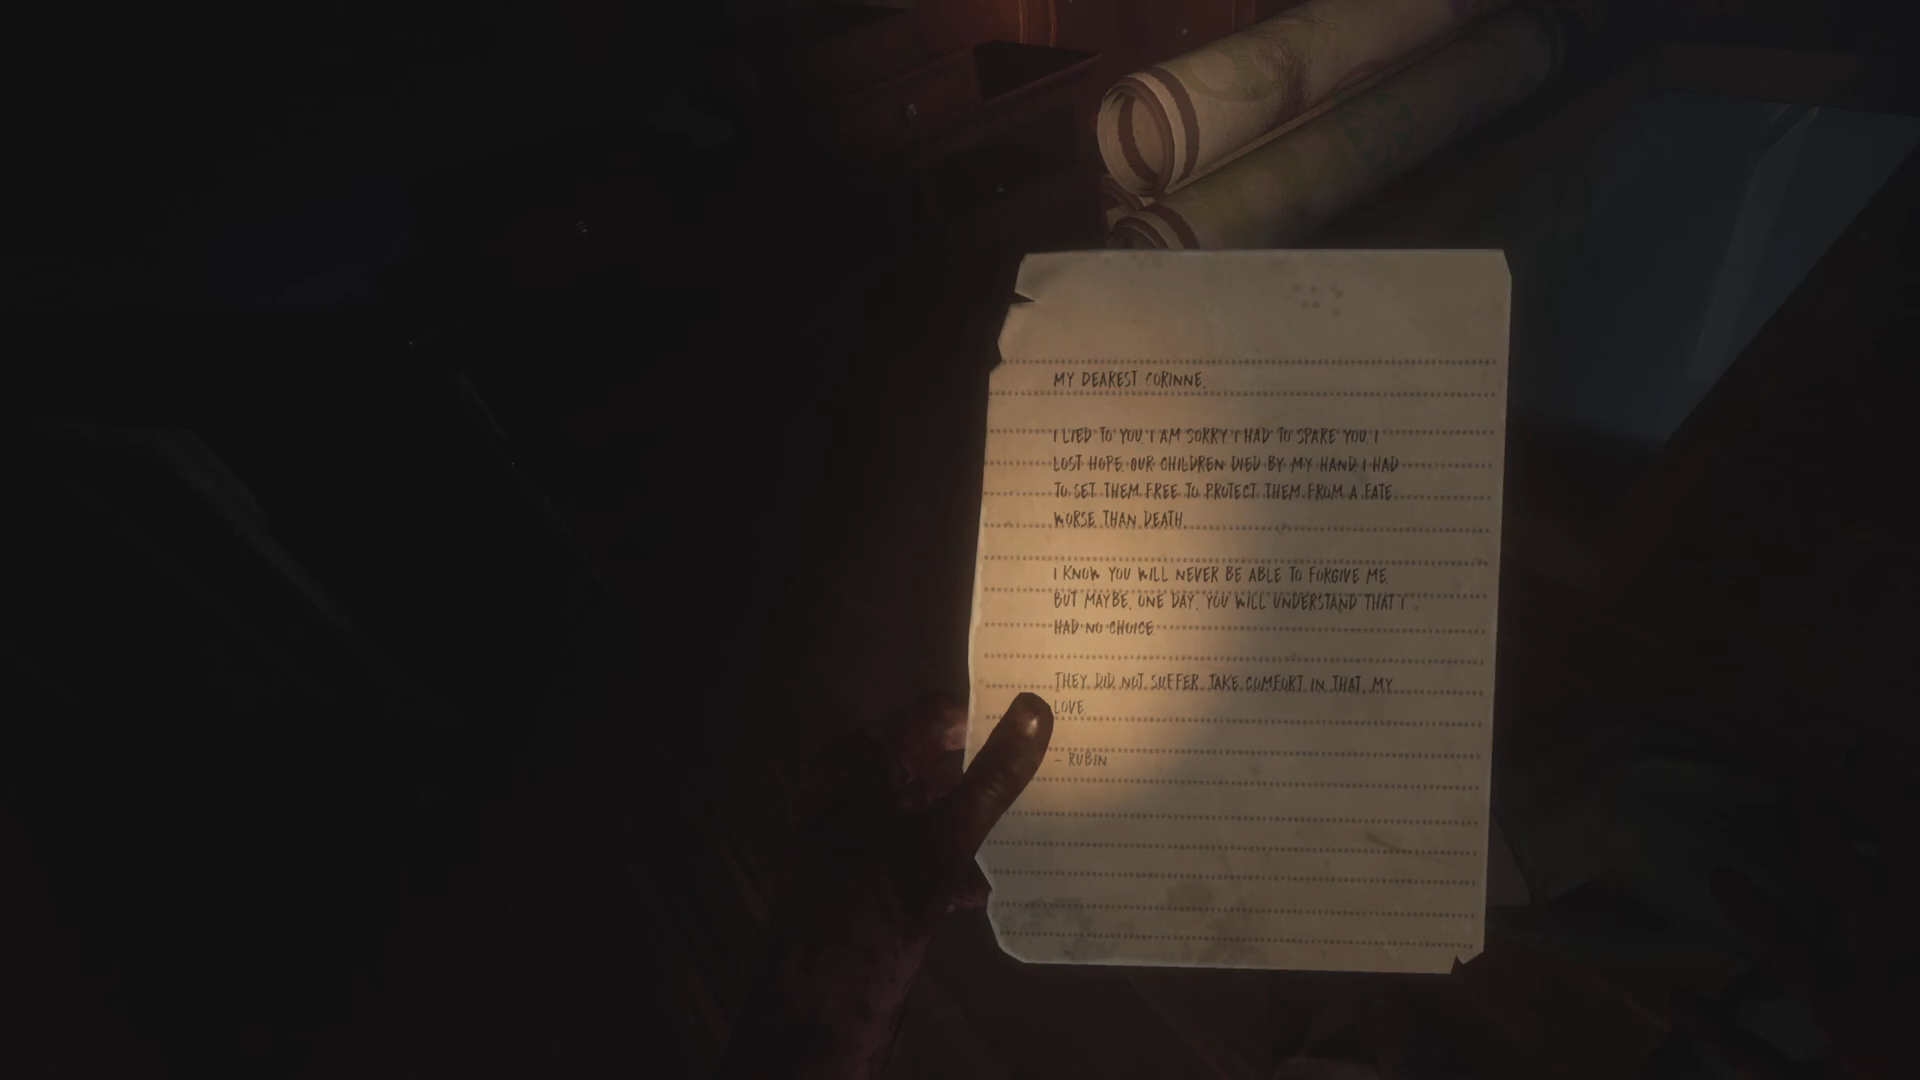 MY DEAREST CORINNE,
I LIED TO YOU. I AM SORRY. I HAD TO SPARE YOU. I
LOST HOPE. OUR CHILDREN DIED BY MY HAND. I HAD
TO SET THEM FREE TO PROTECT THEM FROM A FATE
WORSE THAN DEATH.
I KNOW YOU WILL NEVER BE ABLE TO FORGIVE ME.
BUT MAYBE, ONE DAY, YOU WILL UNDERSTAND THAT I
HAD NO CHOICE.
THEY DID NOT SUFFER. TAKE COMFORT IN THAT, MY
LOVE.
- RUBIN